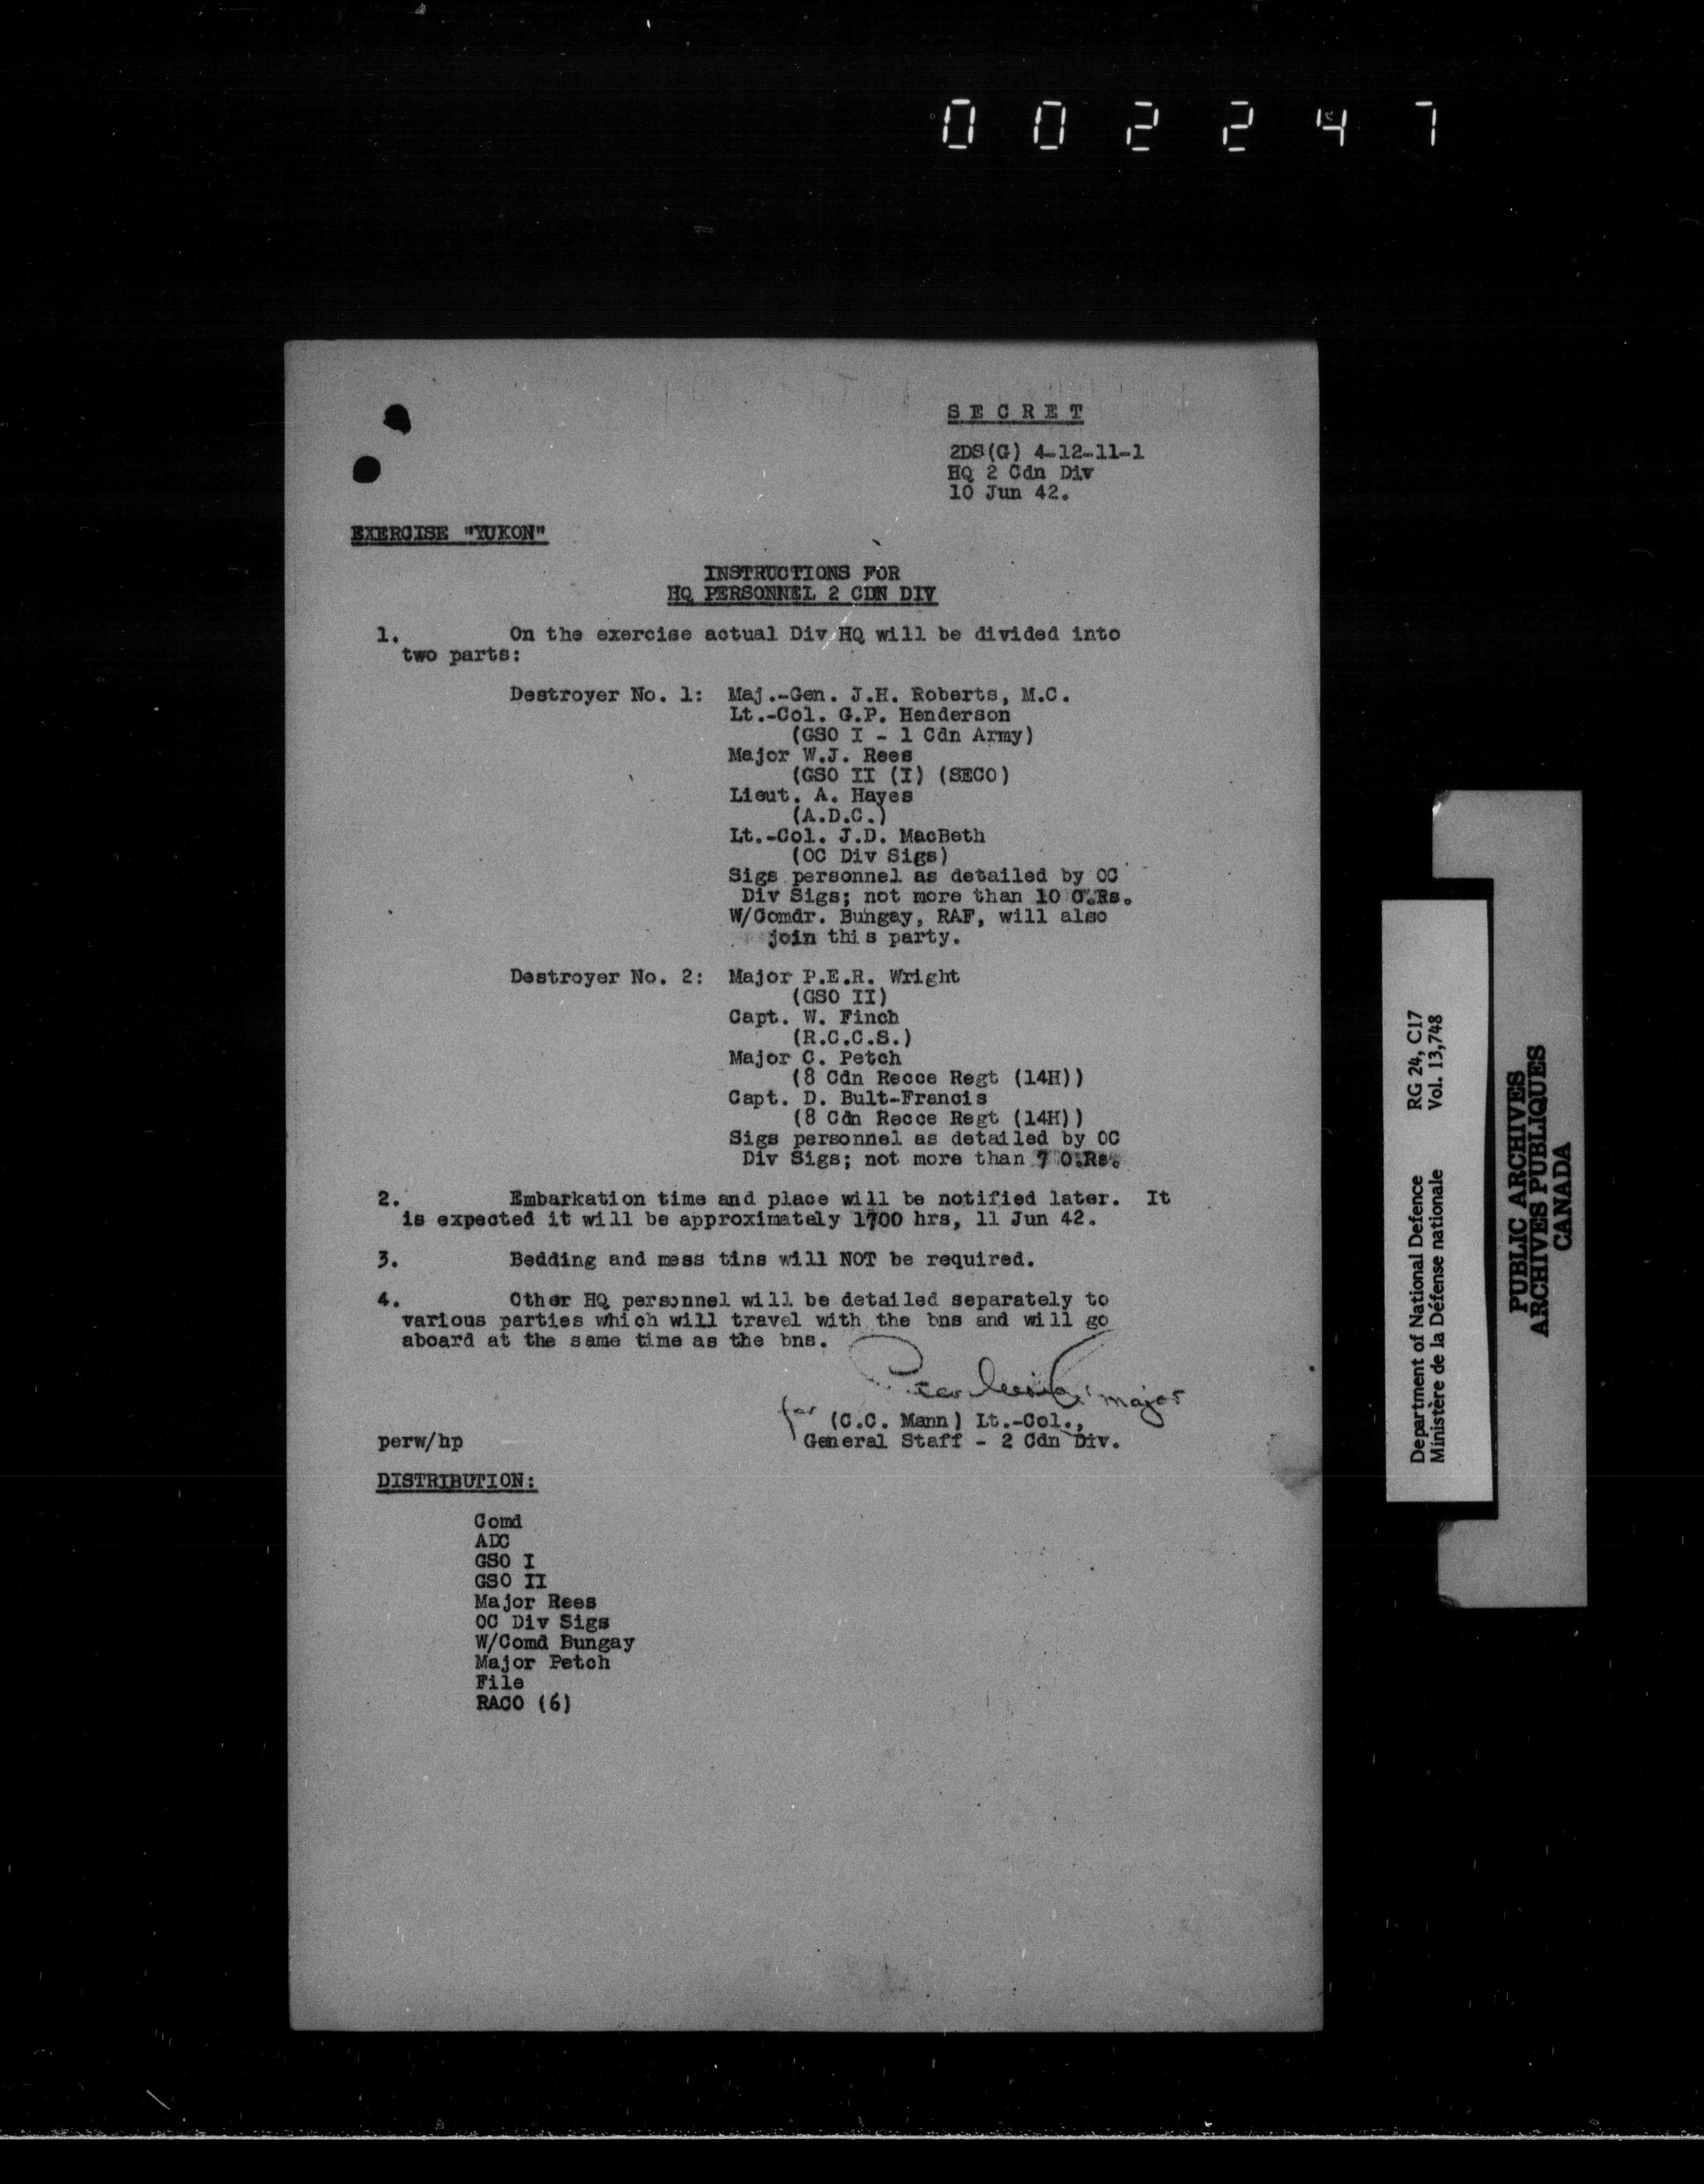 002247
S E C R E T
2DS(G) 4-12-11-1
HQ 2 Cdn Div
10 Jun 42.
EXERCISE "YUKON"
INSTRUCTIONS FOR
HQ PERSONNEL 2 CDN DIV
1. On the exercise actual Div HQ will be divided into
two parts:
Destroyer No. 1: Maj.-Gen. J.H. Roberts, M.C.
Lt.-Col. G.P. Henderson
(GSO I - 1 Cdn Army)
Major W.J. Rees
(GSO II (I) (SECO)
Lieut. A. Hayes
(A.D.C.)
Lt.-Col. J.D. MacBeth
(OC Div Sigs)
Sigs personnel as detailed by OC
Div Sigs; not more than 10 O.Rs.
W/Comdr. Bungay, RAF, will also
join this party.
Destroyer No. 2: Major P.E.R. Wright
(GSO II)
Capt. W. Finch
(R.C.C.S.)
Major C. Petch
(8 Cdn Recce Regt (14H))
Capt. D. Bult-Francis
(8 Cdn Recce Regt (14H))
Sigs personnel as detailed by OC
Div Sigs; not more than 7 O.Rs.
2. Embarkation time and place will be notified later. It
is expected it will be approximately 1700 hrs, 11 Jun 42.
3. Bedding and mess tins will NOT be required.
4. Other HQ personnel will be detailed separately to
various parties which will travel with the bns and will go
aboard at the same time as the bns.
major
for (C.C. Mann) Lt.-Col.,
General Staff - 2 Cdn Div.
perw/hp
DISTRIBUTION:
Comd
ADC
GSO I
GSO II
Major Rees
OC Div Sigs
W/Comd Bungay
Major Petch
File
RACO (6)
Department of National Defence RG 24, C17
Ministère de la Défense nationale Vol. 13,748
PUBLIC ARCHIVES
ARCHIVES PUBLIQUES
CANADA